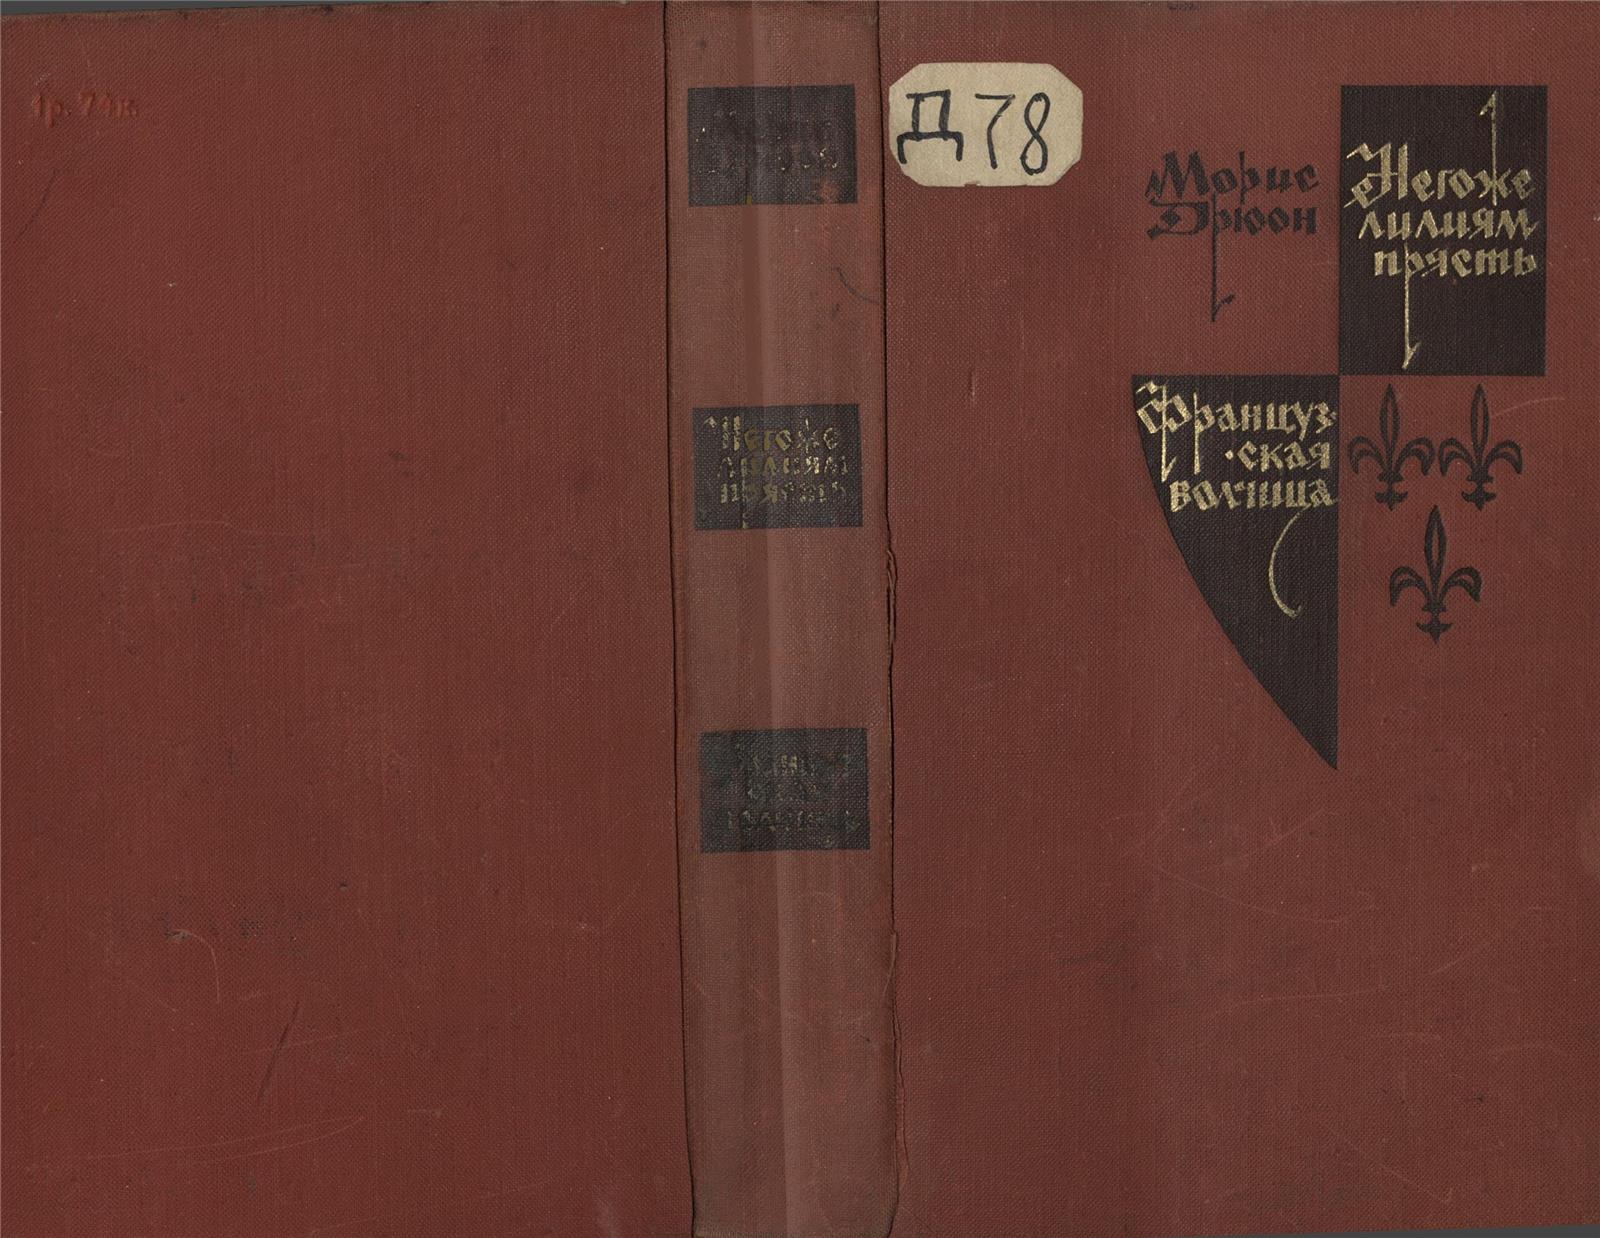 1р. 74к.
Негоже
лилиям
прясть
Д78
Морис
Дрюон
Негоже
лилиям
прясть
Француз-
·ская
волчица